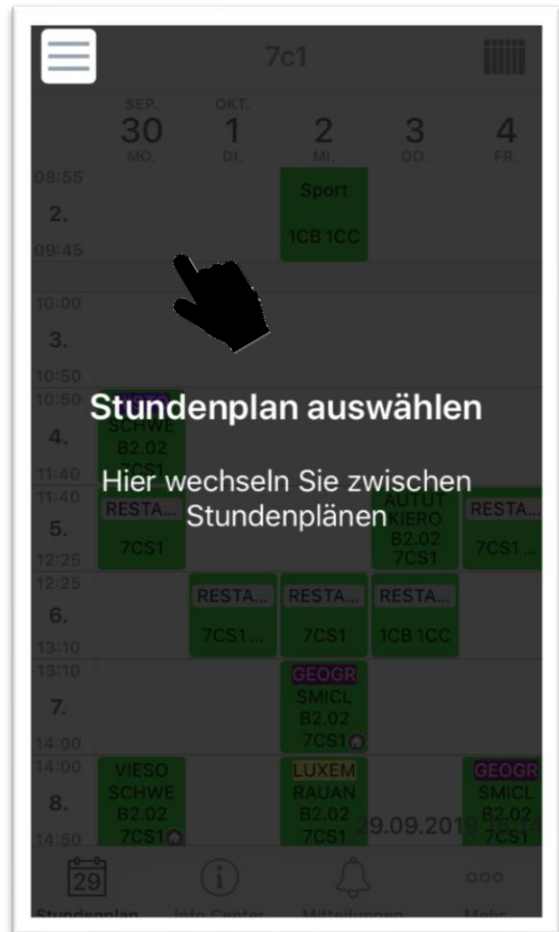 7c1
SEP. OKT.
30 1 2 3 4
MO. DI. MI. DO. FR.
08:55
2.
09:45
Sport
1CB 1CC
10:00
3.
10:50
10:50
4.
11:40
SCHWE
B2.02
7CS1
Stundenplan auswählen
Hier wechseln Sie zwischen
Stundenplänen
11:40
5.
12:25
RESTA...
7CS1
AUTUT
KIERO
B2.02
7CS1
RESTA...
7CS1 ...
12:25
6.
13:10
RESTA... RESTA... RESTA...
7CS1 ... 7CS1 1CB 1CC
13:10
7.
14:00
GEOGR
SMICL
B2.02
7CS1
14:00
8.
14:50
VIESO
SCHWE
B2.02
7CS1
LUXEM
RAUAN
B2.02
7CS1
GEOGR
SMICL
B2.02
7CS1
29.09.2019
29
Stundenplan Info Center Mitteilungen Mehr